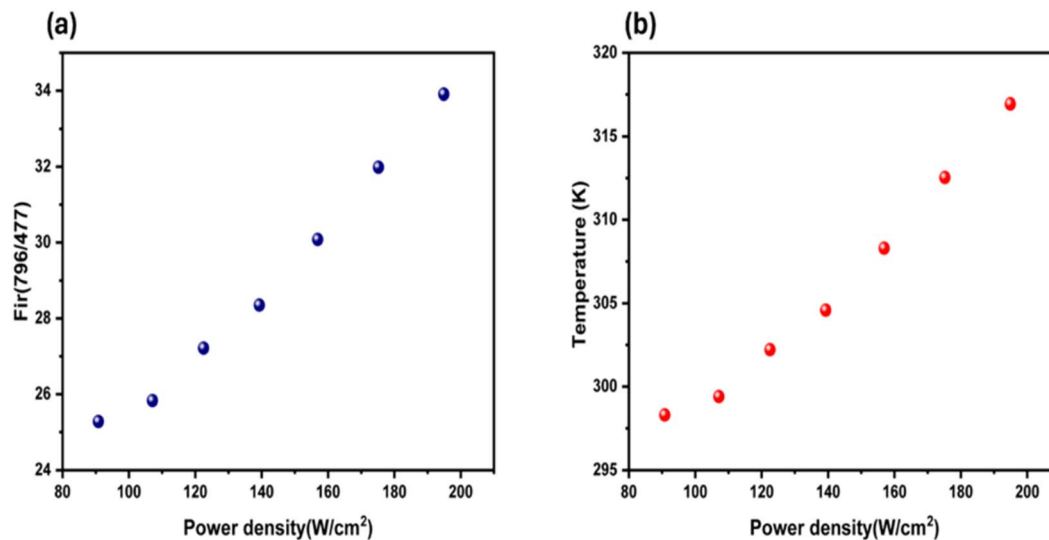 (a)
34
32
30
28
26
24
Fir(796/477)
80 100 120 140 160 180 200
Power density(W/cm²)
(b)
320
315
310
305
300
295
Temperature (K)
80 100 120 140 160 180 200
Power density(W/cm²)